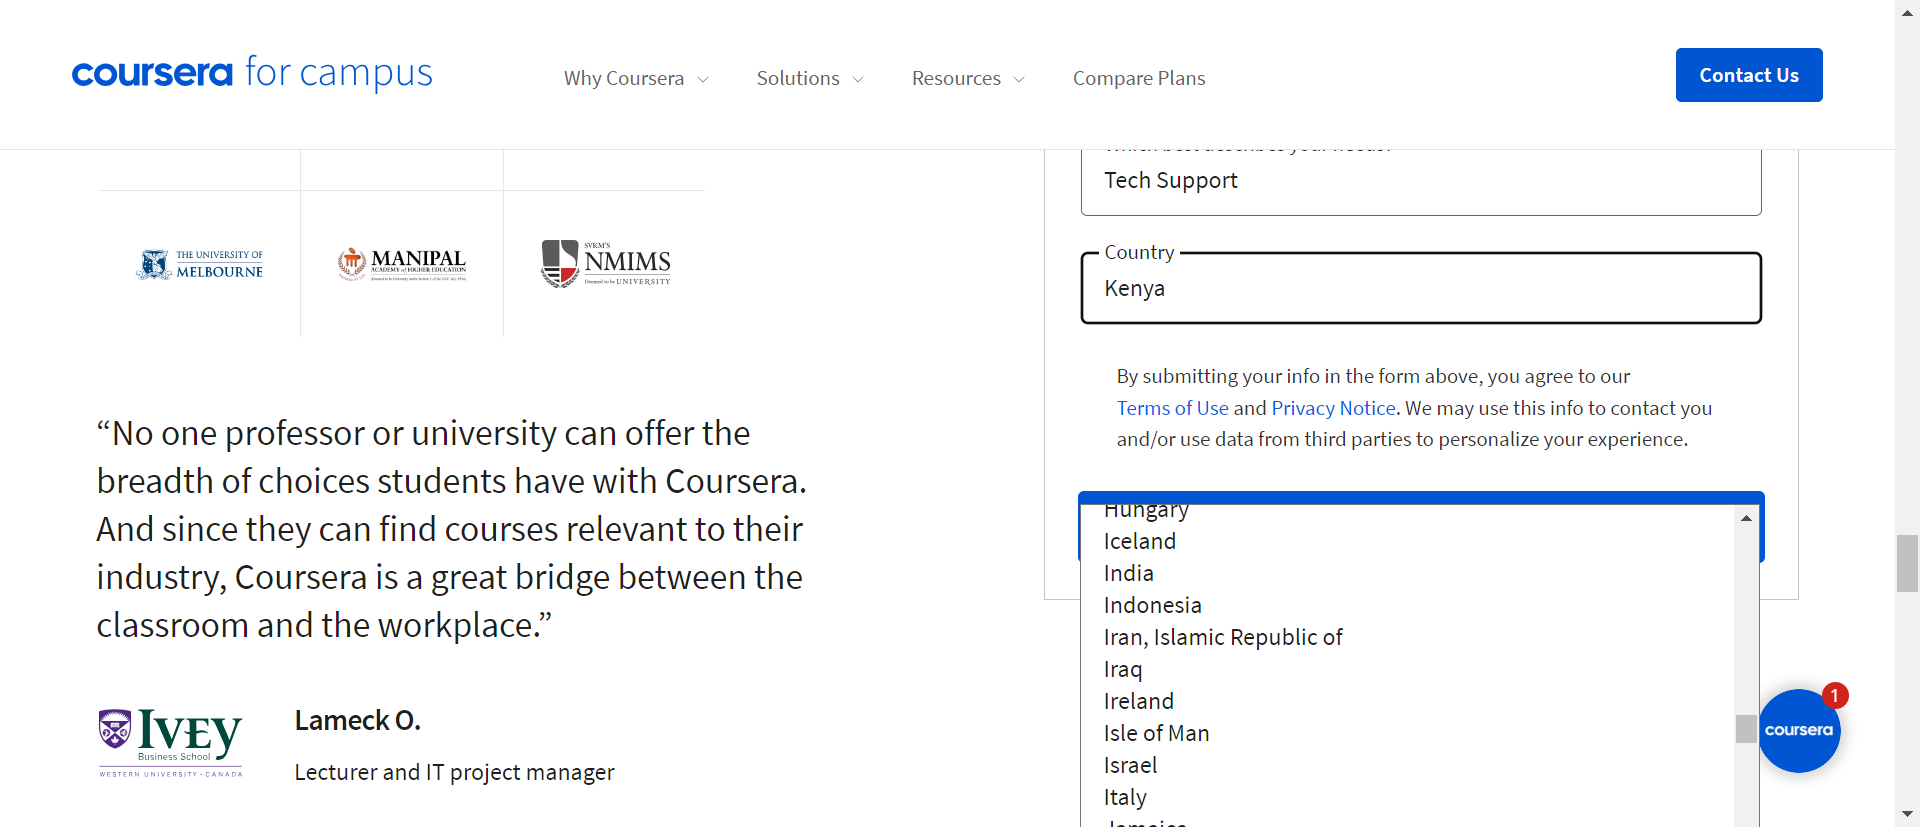 coursera for campus
Why Coursera
Solutions
Resources
Compare Plans
Contact Us
Which best describes your needs?
Tech Support
Country
Kenya
By submitting your info in the form above, you agree to our
Terms of Use and Privacy Notice. We may use this info to contact you
and/or use data from third parties to personalize your experience.
Hungary
Iceland
India
Indonesia
Iran, Islamic Republic of
Iraq
Ireland
Isle of Man
Israel
Italy
Jamaica
THE UNIVERSITY OF
MELBOURNE
MANIPAL
ACADEMY of HIGHER EDUCATION
SVKM'S
NMIMS
Deemed to be UNIVERSITY
“No one professor or university can offer the
breadth of choices students have with Coursera.
And since they can find courses relevant to their
industry, Coursera is a great bridge between the
classroom and the workplace.”
IVEY
Business School
WESTERN UNIVERSITY · CANADA
Lameck O.
Lecturer and IT project manager
1
coursera